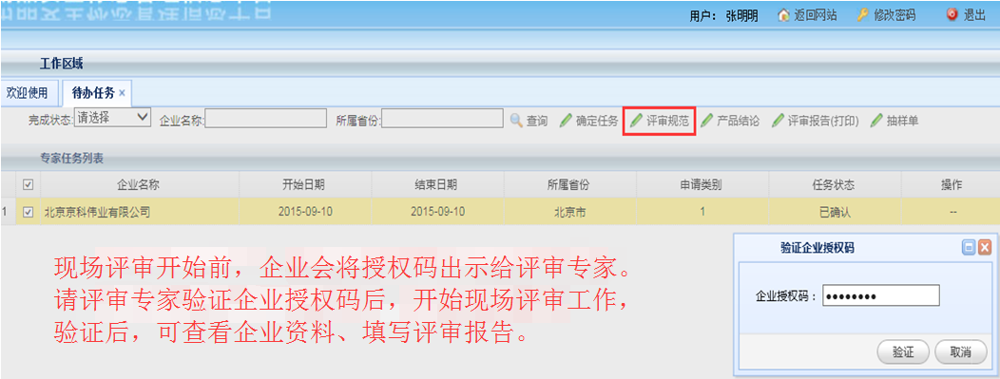 用户： 张明明 返回网站 修改密码 退出
工作区域
欢迎使用 待办任务 ×
完成状态: 请选择 企业名称: 所属省份: 查询 确定任务 评审规范 产品结论 评审报告(打印) 抽样单
专家任务列表
企业名称 开始日期 结束日期 所属省份 申请类别 任务状态 操作
1 北京京科伟业有限公司 2015-09-10 2015-09-10 北京市 1 已确认 --
现场评审开始前，企业会将授权码出示给评审专家。
请评审专家验证企业授权码后，开始现场评审工作，
验证后，可查看企业资料、填写评审报告。
验证企业授权码
企业授权码： ●●●●●●●●
验证 取消